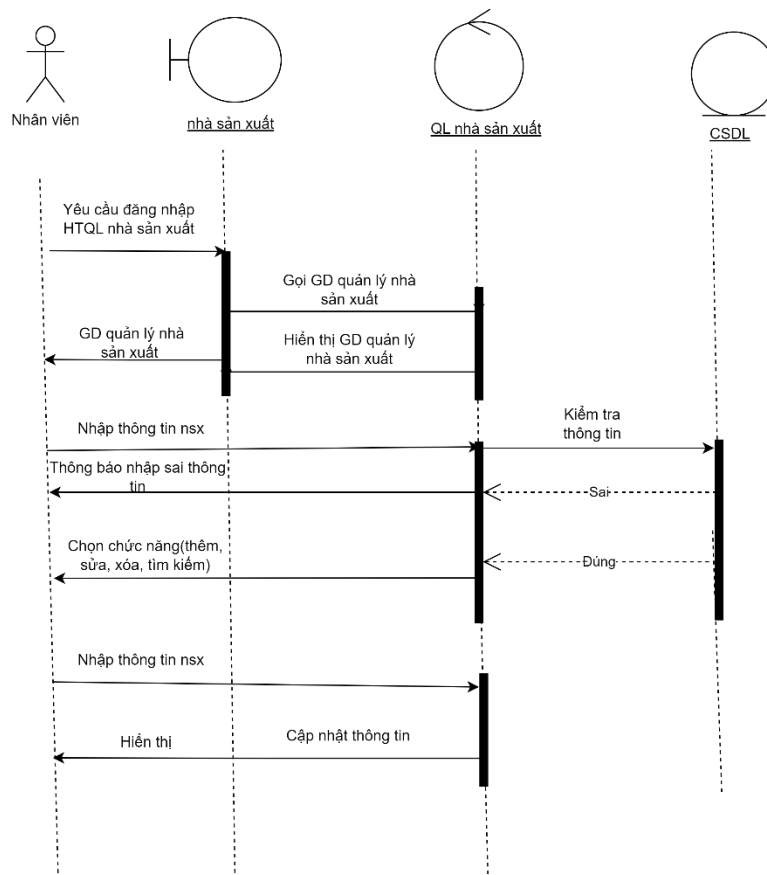 Nhân viên
nhà sản xuất
QL nhà sản xuất
CSDL
Yêu cầu đăng nhập
HTQL nhà sản xuất
Gọi GD quản lý nhà
sản xuất
GD quản lý nhà
sản xuất
Hiển thị GD quản lý
nhà sản xuất
Nhập thông tin nsx
Kiểm tra
thông tin
Thông báo nhập sai thông
tin
Sai
Chọn chức năng(thêm,
sửa, xóa, tìm kiếm)
Đúng
Nhập thông tin nsx
Hiển thị
Cập nhật thông tin